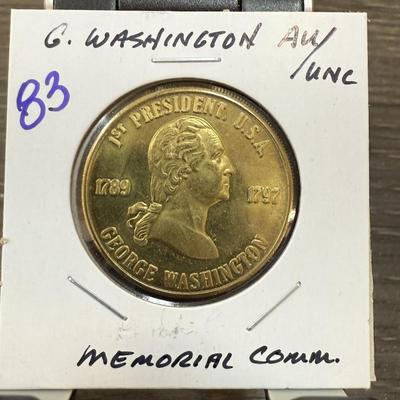 G. WASHINGTON AU/
UNC
83
1ST PRESIDENT, U.S.A.
1789 1797
GEORGE WASHINGTON
MEMORIAL COMM.